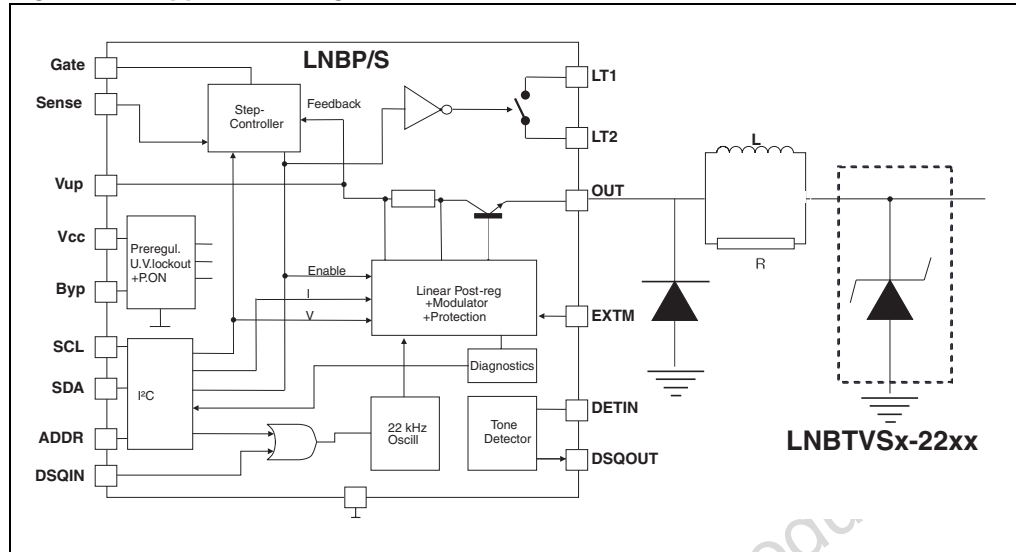 LNBP/S
Gate
Sense
Vup
Vcc
Byp
SCL
SDA
ADDR
DSQIN
Step-
Controller
Feedback
Preregul.
U.V.lockout
+P.ON
Enable
I
V
Linear Post-reg
+Modulator
+Protection
Diagnostics
I²C
22 kHz
Oscill
Tone
Detector
LT1
LT2
OUT
EXTM
DETIN
DSQOUT
L
R
LNBTVSx-22xx